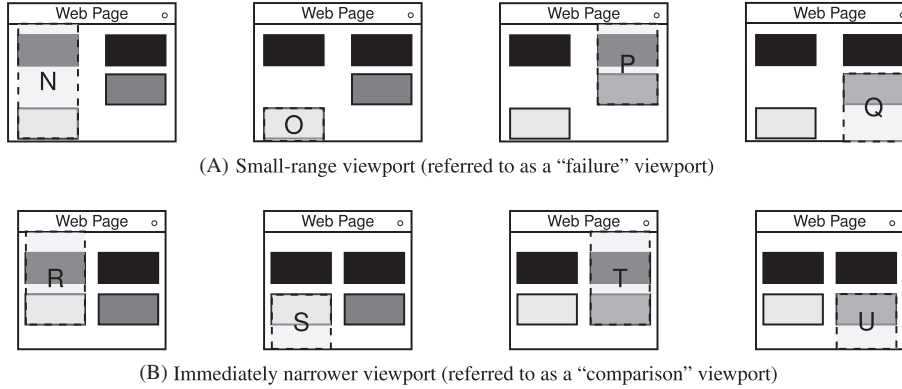 Web Page Web Page Web Page Web Page
N O P Q
(A) Small-range viewport (referred to as a “failure” viewport)
Web Page Web Page Web Page Web Page
R S T U
(B) Immediately narrower viewport (referred to as a “comparison” viewport)